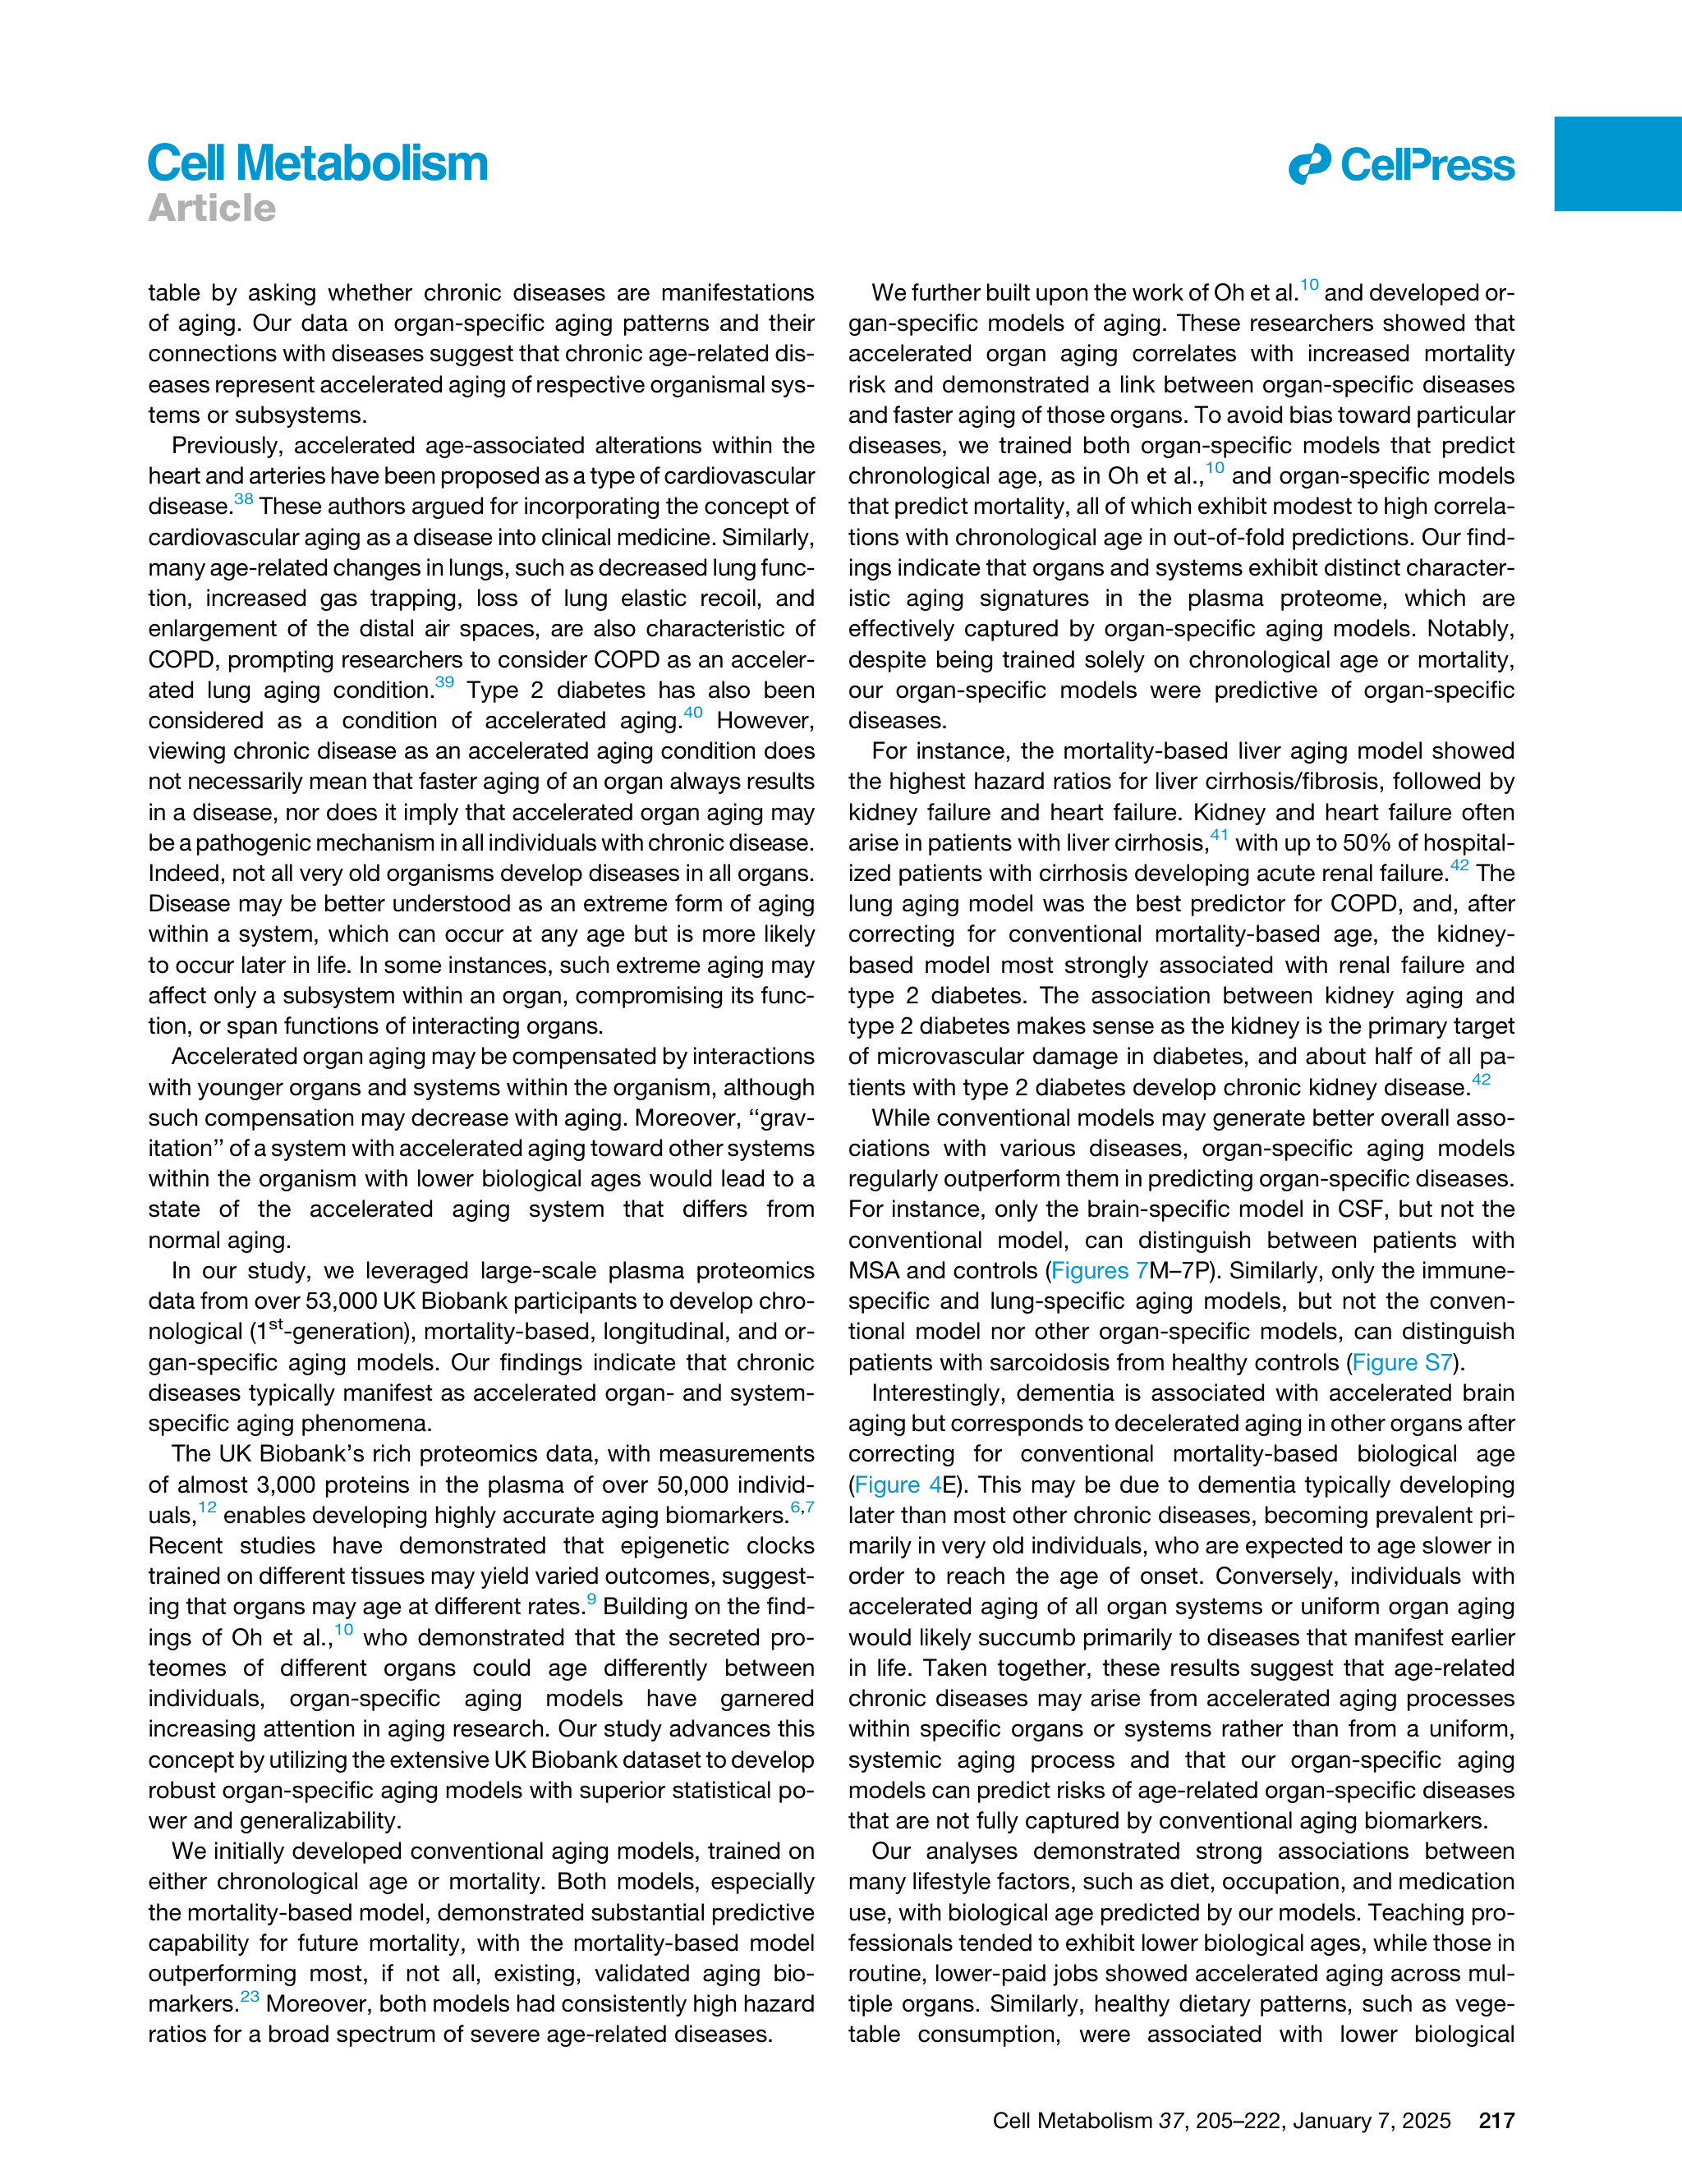 Cell Metabolism
Article
CellPress
table by asking whether chronic diseases are manifestations
of aging. Our data on organ-specific aging patterns and their
connections with diseases suggest that chronic age-related dis-
eases represent accelerated aging of respective organismal sys-
tems or subsystems.
Previously, accelerated age-associated alterations within the
heart and arteries have been proposed as a type of cardiovascular
disease.38 These authors argued for incorporating the concept of
cardiovascular aging as a disease into clinical medicine. Similarly,
many age-related changes in lungs, such as decreased lung func-
tion, increased gas trapping, loss of lung elastic recoil, and
enlargement of the distal air spaces, are also characteristic of
COPD, prompting researchers to consider COPD as an acceler-
ated lung aging condition.39 Type 2 diabetes has also been
considered as a condition of accelerated aging.40 However,
viewing chronic disease as an accelerated aging condition does
not necessarily mean that faster aging of an organ always results
in a disease, nor does it imply that accelerated organ aging may
be a pathogenic mechanism in all individuals with chronic disease.
Indeed, not all very old organisms develop diseases in all organs.
Disease may be better understood as an extreme form of aging
within a system, which can occur at any age but is more likely
to occur later in life. In some instances, such extreme aging may
affect only a subsystem within an organ, compromising its func-
tion, or span functions of interacting organs.
Accelerated organ aging may be compensated by interactions
with younger organs and systems within the organism, although
such compensation may decrease with aging. Moreover, ‘‘grav-
itation’’ of a system with accelerated aging toward other systems
within the organism with lower biological ages would lead to a
state of the accelerated aging system that differs from
normal aging.
In our study, we leveraged large-scale plasma proteomics
data from over 53,000 UK Biobank participants to develop chro-
nological (1st-generation), mortality-based, longitudinal, and or-
gan-specific aging models. Our findings indicate that chronic
diseases typically manifest as accelerated organ- and system-
specific aging phenomena.
The UK Biobank’s rich proteomics data, with measurements
of almost 3,000 proteins in the plasma of over 50,000 individ-
uals,12 enables developing highly accurate aging biomarkers.6,7
Recent studies have demonstrated that epigenetic clocks
trained on different tissues may yield varied outcomes, suggest-
ing that organs may age at different rates.9 Building on the find-
ings of Oh et al.,10 who demonstrated that the secreted pro-
teomes of different organs could age differently between
individuals, organ-specific aging models have garnered
increasing attention in aging research. Our study advances this
concept by utilizing the extensive UK Biobank dataset to develop
robust organ-specific aging models with superior statistical po-
wer and generalizability.
We initially developed conventional aging models, trained on
either chronological age or mortality. Both models, especially
the mortality-based model, demonstrated substantial predictive
capability for future mortality, with the mortality-based model
outperforming most, if not all, existing, validated aging bio-
markers.23 Moreover, both models had consistently high hazard
ratios for a broad spectrum of severe age-related diseases.
We further built upon the work of Oh et al.10 and developed or-
gan-specific models of aging. These researchers showed that
accelerated organ aging correlates with increased mortality
risk and demonstrated a link between organ-specific diseases
and faster aging of those organs. To avoid bias toward particular
diseases, we trained both organ-specific models that predict
chronological age, as in Oh et al.,10 and organ-specific models
that predict mortality, all of which exhibit modest to high correla-
tions with chronological age in out-of-fold predictions. Our find-
ings indicate that organs and systems exhibit distinct character-
istic aging signatures in the plasma proteome, which are
effectively captured by organ-specific aging models. Notably,
despite being trained solely on chronological age or mortality,
our organ-specific models were predictive of organ-specific
diseases.
For instance, the mortality-based liver aging model showed
the highest hazard ratios for liver cirrhosis/fibrosis, followed by
kidney failure and heart failure. Kidney and heart failure often
arise in patients with liver cirrhosis,41 with up to 50% of hospital-
ized patients with cirrhosis developing acute renal failure.42 The
lung aging model was the best predictor for COPD, and, after
correcting for conventional mortality-based age, the kidney-
based model most strongly associated with renal failure and
type 2 diabetes. The association between kidney aging and
type 2 diabetes makes sense as the kidney is the primary target
of microvascular damage in diabetes, and about half of all pa-
tients with type 2 diabetes develop chronic kidney disease.42
While conventional models may generate better overall asso-
ciations with various diseases, organ-specific aging models
regularly outperform them in predicting organ-specific diseases.
For instance, only the brain-specific model in CSF, but not the
conventional model, can distinguish between patients with
MSA and controls (Figures 7M–7P). Similarly, only the immune-
specific and lung-specific aging models, but not the conven-
tional model nor other organ-specific models, can distinguish
patients with sarcoidosis from healthy controls (Figure S7).
Interestingly, dementia is associated with accelerated brain
aging but corresponds to decelerated aging in other organs after
correcting for conventional mortality-based biological age
(Figure 4E). This may be due to dementia typically developing
later than most other chronic diseases, becoming prevalent pri-
marily in very old individuals, who are expected to age slower in
order to reach the age of onset. Conversely, individuals with
accelerated aging of all organ systems or uniform organ aging
would likely succumb primarily to diseases that manifest earlier
in life. Taken together, these results suggest that age-related
chronic diseases may arise from accelerated aging processes
within specific organs or systems rather than from a uniform,
systemic aging process and that our organ-specific aging
models can predict risks of age-related organ-specific diseases
that are not fully captured by conventional aging biomarkers.
Our analyses demonstrated strong associations between
many lifestyle factors, such as diet, occupation, and medication
use, with biological age predicted by our models. Teaching pro-
fessionals tended to exhibit lower biological ages, while those in
routine, lower-paid jobs showed accelerated aging across mul-
tiple organs. Similarly, healthy dietary patterns, such as vege-
table consumption, were associated with lower biological
Cell Metabolism 37, 205–222, January 7, 2025 217